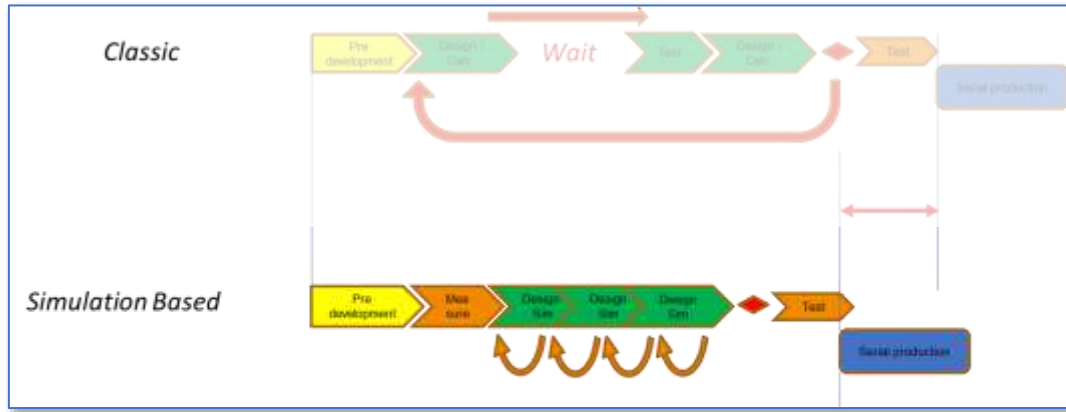 Classic
Pre
development
Design -
Calc
Wait
Test
Design -
Calc
Test
Serial production
Simulation Based
Pre
development
Mea
sure
Design
Sim
Design
Sim
Design
Sim
Test
Serial production